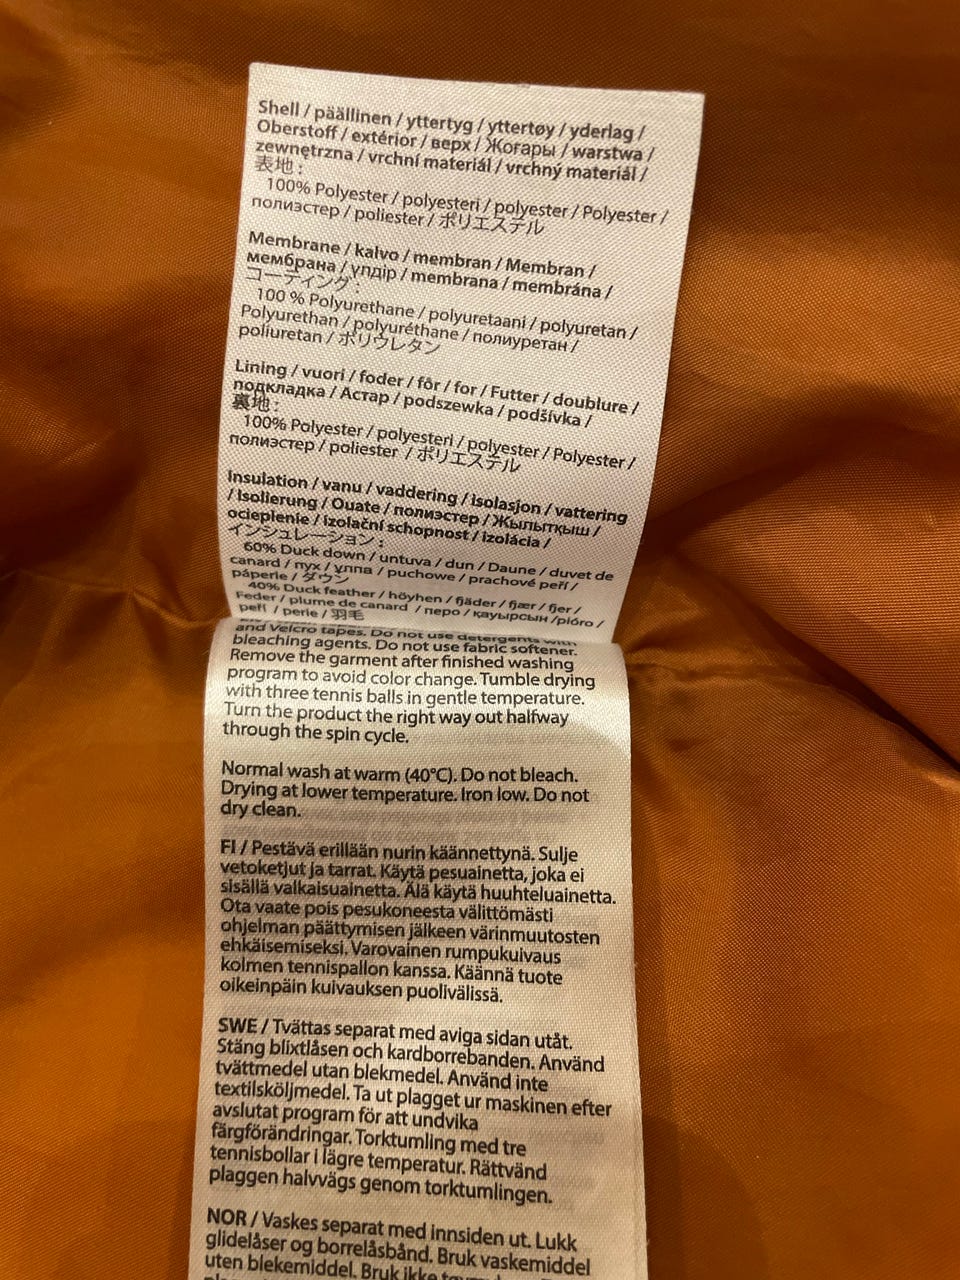 Shell / päällinen / yttertyg / yttertøy / yderlag /
Oberstoff / extérior / верх / Жоғары / warstwa /
zewnętrzna / vrchní materiál / vrchný materiál /
表地 :
100% Polyester / polyesteri / polyester / Polyester /
полиэстер / poliester / ポリエステル
Membrane / kalvo / membran / Membran /
мембрана / үлдір / membrana / membrána /
コーティング :
100 % Polyurethane / polyuretaani / polyuretan /
Polyurethan / polyuréthane / полиуретан /
poliuretan / ポリウレタン
Lining / vuori / foder / fôr / for / Futter / doublure /
подкладка / Астар / podszewka / podšívka /
裏地 :
100% Polyester / polyesteri / polyester / Polyester /
полиэстер / poliester / ポリエステル
Insulation / vanu / vaddering / isolasjon / vattering
/ Isolierung / Ouate / полиэстер / Жылытқыш /
ocieplenie / izolační schopnost / izolácia /
インシュレーション :
60% Duck down / untuva / dun / Daune / duvet de
canard / пух / ұлпа / puchowe / prachové peří /
páperie / ダウン
40% Duck feather / höyhen / fjäder / fjær / fjer /
Feder / plume de canard / перо / қауырсын /pióro /
peří / perie / 羽毛
and Velcro tapes. Do not use detergents with
bleaching agents. Do not use fabric softener.
Remove the garment after finished washing
program to avoid color change. Tumble drying
with three tennis balls in gentle temperature.
Turn the product the right way out halfway
through the spin cycle.
Normal wash at warm (40°C). Do not bleach.
Drying at lower temperature. Iron low. Do not
dry clean.
FI / Pestävä erillään nurin käännettynä. Sulje
vetoketjut ja tarrat. Käytä pesuainetta, joka ei
sisällä valkaisuainetta. Älä käytä huuhteluainetta.
Ota vaate pois pesukoneesta välittömästi
ohjelman päättymisen jälkeen värinmuutosten
ehkäisemiseksi. Varovainen rumpukuivaus
kolmen tennispallon kanssa. Käännä tuote
oikeinpäin kuivauksen puolivälissä.
SWE / Tvättas separat med aviga sidan utåt.
Stäng blixtlåsen och kardborrebanden. Använd
tvättmedel utan blekmedel. Använd inte
textilsköljmedel. Ta ut plagget ur maskinen efter
avslutat program för att undvika
färgförändringar. Torktumling med tre
tennisbollar i lägre temperatur. Rättvänd
plaggen halvvägs genom torktumlingen.
NOR / Vaskes separat med innsiden ut. Lukk
glidelåser og borrelåsbånd. Bruk vaskemiddel
uten blekemiddel. Bruk ikke